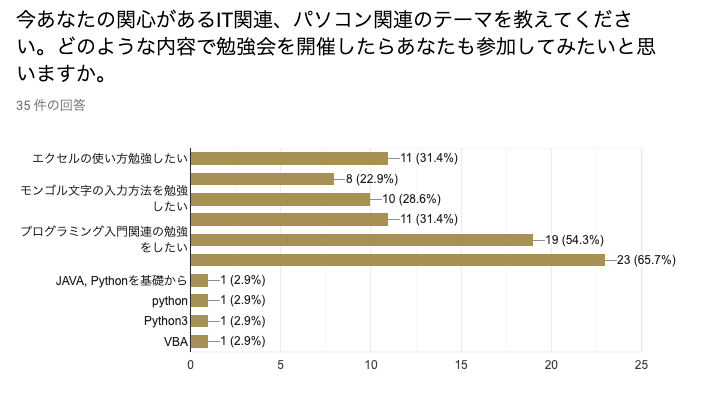 今あなたの関心があるIT関連、パソコン関連のテーマを教えてくださ
い。どのような内容で勉強会を開催したらあなたも参加してみたいと思
いますか。
35 件の回答
エクセルの使い方勉強したい
11 (31.4%)
8 (22.9%)
モンゴル文字の入力方法を勉強
したい
10 (28.6%)
11 (31.4%)
プログラミング入門関連の勉強
をしたい
19 (54.3%)
23 (65.7%)
JAVA, Pythonを基礎から
1 (2.9%)
python
1 (2.9%)
Python3
1 (2.9%)
VBA
1 (2.9%)
0 5 10 15 20 25